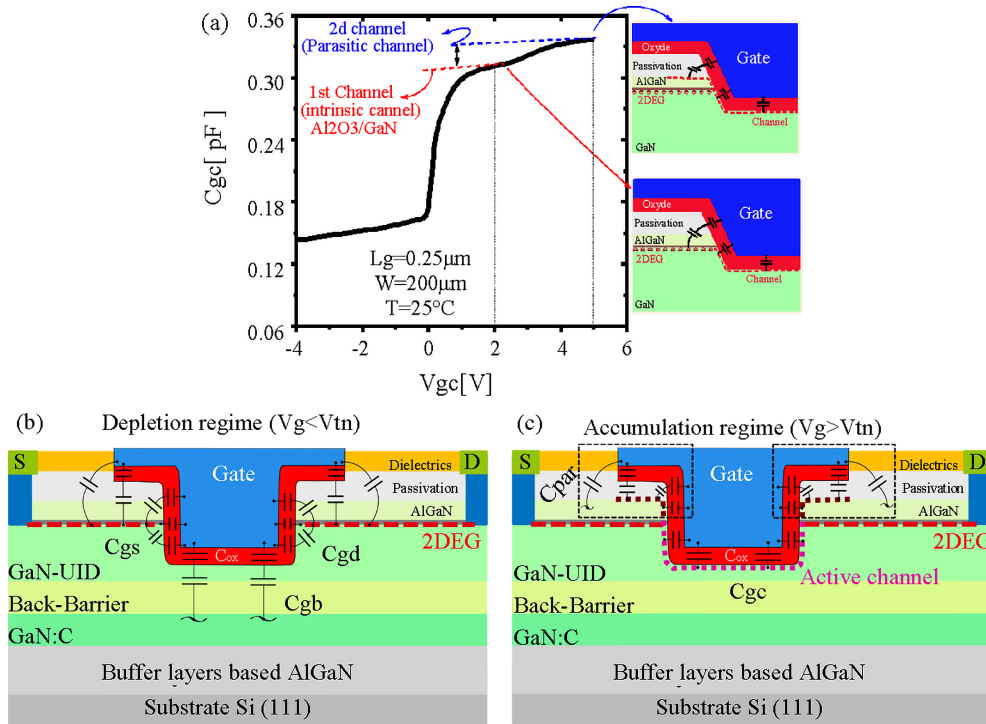 (a)
0.36
0.30
0.24
0.18
0.12
0.06
Cgc[ pF]
2d channel
(Parasitic channel)
1st Channel
(intrinsic cannel)
Al2O3/GaN
Lg=0.25µm
W=200µm
T=25°C
-4
-2
0
2
4
6
Vgc[V]
Oxyde
Gate
Passivation
AlGaN
2DEG
Channel
GaN
Oxyde
Gate
Passivation
AlGaN
2DEG
Channel
GaN
(b)
Depletion regime (Vg<Vtn)
S
D
Gate
Dielectrics
Passivation
AlGaN
2DEG
Cgs
Cox
Cgd
GaN-UID
Cgb
Back-Barrier
GaN:C
Buffer layers based AlGaN
Substrate Si (111)
(c)
Accumulation regime (Vg>Vtn)
S
D
Gate
Cpar
Dielectrics
Passivation
AlGaN
2DEG
Cox
GaN-UID
Active channel
Cgc
Back-Barrier
GaN:C
Buffer layers based AlGaN
Substrate Si (111)